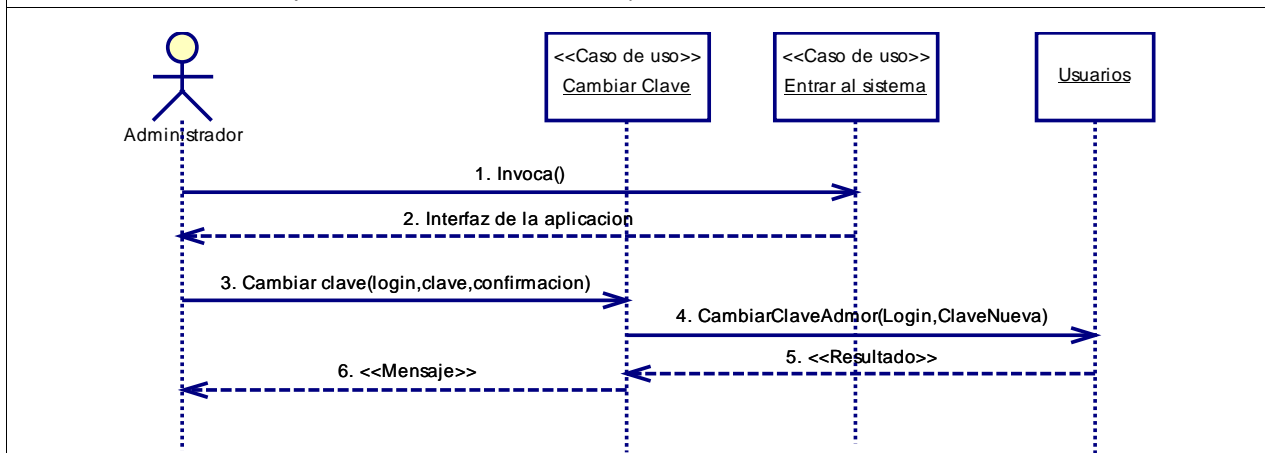 <<Caso de uso>>
Cambiar Clave
<<Caso de uso>>
Entrar al sistema
Usuarios
Administrador
1. Invoca()
2. Interfaz de la aplicacion
3. Cambiar clave(login,clave,confirmacion)
4. CambiarClaveAdmor(Login,ClaveNueva)
5. <<Resultado>>
6. <<Mensaje>>